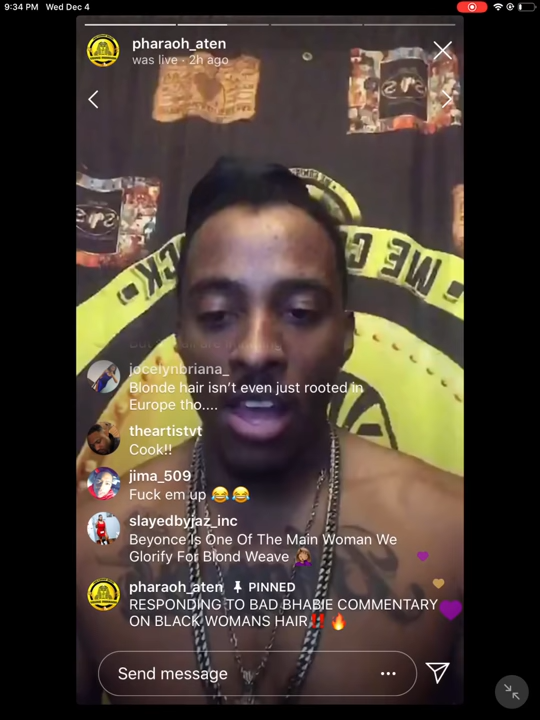 9:34 PM Wed Dec 4
pharaoh_aten
was live · 2h ago
WE C
CK
jocelynbriana_
Blonde hair isn't even just rooted in
Europe tho....
theartistvt
Cook!!
jima_509
Fuck em up 😂😂
slayedbyjaz_inc
Beyonce Is One Of The Main Woman We
Glorify For Blond Weave 🤦🏾‍♀️
pharaoh_aten PINNED
RESPONDING TO BAD BHABIE COMMENTARY
ON BLACK WOMANS HAIR‼️🔥
Send message